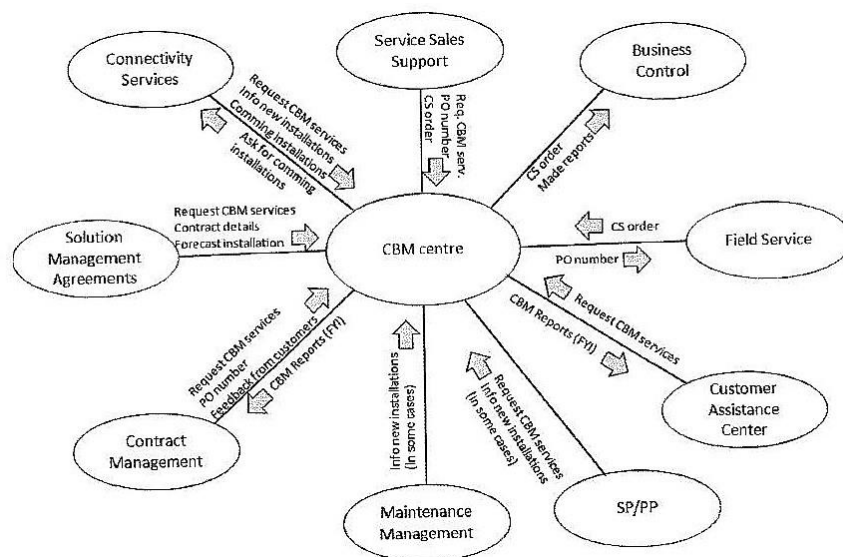 Connectivity
Services
Service Sales
Support
Business
Control
Request CBM services
Info new installations
Comming installations
Ask for comming
installations
Req. CBM serv.
PO number
CS order
CS order
Made reports
Solution
Management
Agreements
Request CBM services
Contract details
Forecast installation
CBM centre
CS order
PO number
Field Service
Request CBM services
PO number
Feedback from customers
CBM Reports (FYI)
Contract
Management
Info new installations
(in some cases)
Maintenance
Management
Request CBM services
Info new installations
(in some cases)
SP/PP
Request CBM services
CBM Reports (FYI)
Customer
Assistance
Center